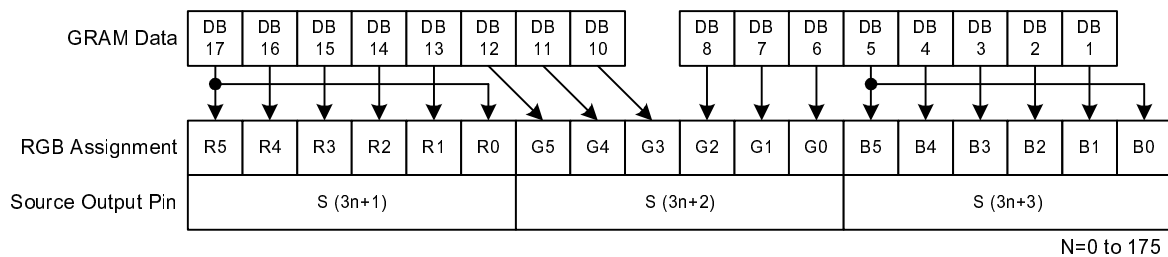 GRAM Data DB 17 DB 16 DB 15 DB 14 DB 13 DB 12 DB 11 DB 10 DB 8 DB 7 DB 6 DB 5 DB 4 DB 3 DB 2 DB 1
RGB Assignment R5 R4 R3 R2 R1 R0 G5 G4 G3 G2 G1 G0 B5 B4 B3 B2 B1 B0
Source Output Pin S (3n+1) S (3n+2) S (3n+3)
N=0 to 175